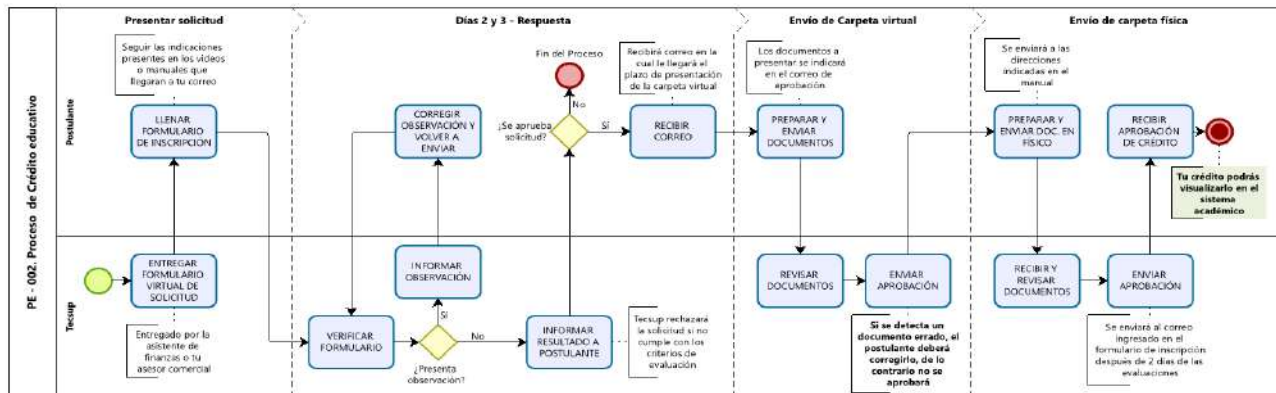 PE - 002. Proceso de Crédito educativo
Presentar solicitud
Días 2 y 3 – Respuesta
Envío de Carpeta virtual
Envío de carpeta física
Postulante
Seguir las indicaciones
presentes en los videos
o manuales que
llegaran a tu correo
LLENAR
FORMULARIO
DE INSCRIPCIÓN
CORREGIR
OBSERVACIÓN Y
VOLVER A
ENVIAR
Fin del Proceso
No
¿Se aprueba
solicitud?
Sí
Recibirá correo en la
cual le llegará el
plazo de presentación
de la carpeta virtual
RECIBIR
CORREO
Los documentos a
presentar se indicará
en el correo de
aprobación
PREPARAR Y
ENVIAR
DOCUMENTOS
Se enviará a las
direcciones
indicadas en el
manual
PREPARAR Y
ENVIAR DOC. EN
FÍSICO
RECIBIR
APROBACIÓN
DE CRÉDITO
Tu crédito podrás
visualizarlo en el
sistema
académico
Tecsup
ENTREGAR
FORMULARIO
VIRTUAL DE
SOLICITUD
Entregado por la
asistente de
finanzas o tu
asesor comercial
VERIFICAR
FORMULARIO
INFORMAR
OBSERVACIÓN
Sí
No
¿Presenta
observación?
INFORMAR
RESULTADO A
POSTULANTE
Tecsup rechazará
la solicitud si no
cumple con los
criterios de
evaluación
REVISAR
DOCUMENTOS
ENVIAR
APROBACIÓN
Si se detecta un
documento errado, el
postulante deberá
corregirlo, de lo
contrario no se
aprobará
RECIBIR Y
REVISAR
DOCUMENTOS
ENVIAR
APROBACIÓN
Se enviará al correo
ingresado en el
formulario de inscripción
después de 2 días de las
evaluaciones